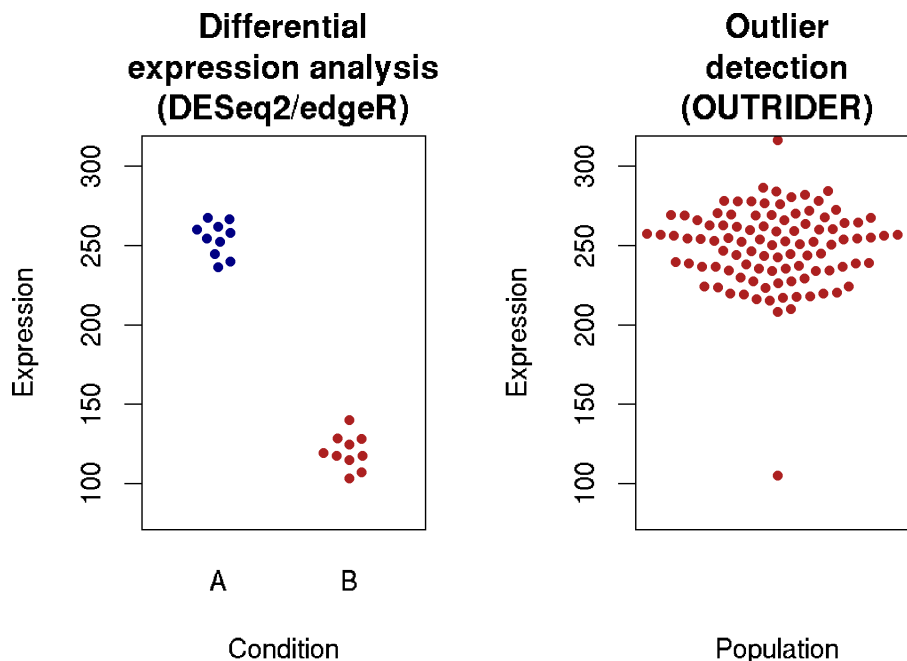 Differential
expression analysis
(DESeq2/edgeR)
Expression
300
250
200
150
100
A
B
Condition
Outlier
detection
(OUTRIDER)
Expression
300
250
200
150
100
Population